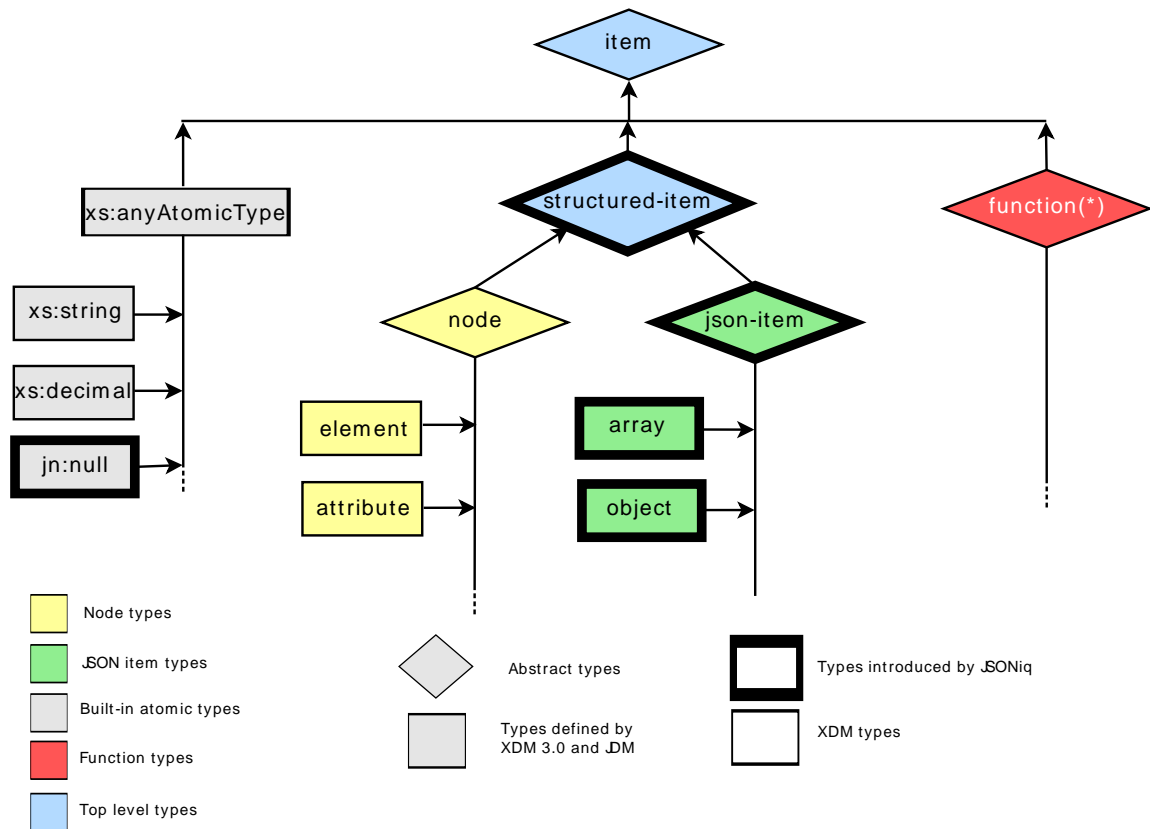 item
xs:anyAtomicType
structured-item
function(*)
xs:string
node
json-item
xs:decimal
element
array
jn:null
attribute
object
Node types
JSON item types
Abstract types
Types introduced by JSONiq
Built-in atomic types
Types defined by
XDM 3.0 and JDM
XDM types
Function types
Top level types